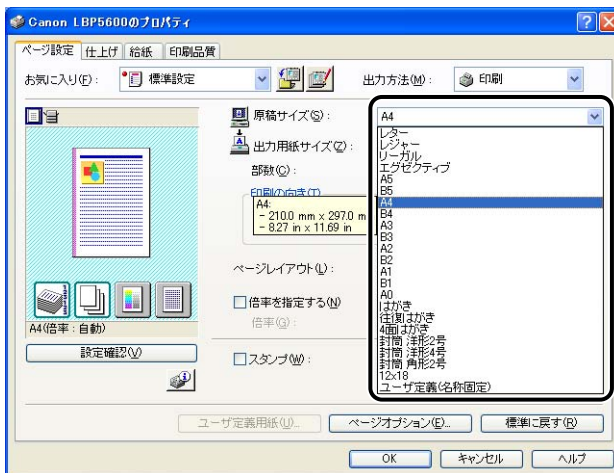 Canon LBP5600のプロパティ
ページ設定 仕上げ 給紙 印刷品質
お気に入り(F): 標準設定 出力方法(M): 印刷
原稿サイズ(S): A4
出力用紙サイズ(Z):
部数(C):
印刷の向き(T)
A4:
- 210.0 mm x 297.0 m
- 8.27 in x 11.69 in
ページレイアウト(L):
倍率を指定する(N)
倍率(G):
スタンプ(W):
レター
レジャー
リーガル
エグゼクティブ
A5
B5
A4
B4
A3
B3
A2
B2
A1
B1
A0
はがき
往復はがき
4面はがき
封筒 洋形2号
封筒 洋形4号
封筒 角形2号
12x18
ユーザ定義(名称固定)
A4(倍率:自動)
設定確認(V)
ユーザ定義用紙(U)... ページオプション(E)... 標準に戻す(R)
OK キャンセル ヘルプ